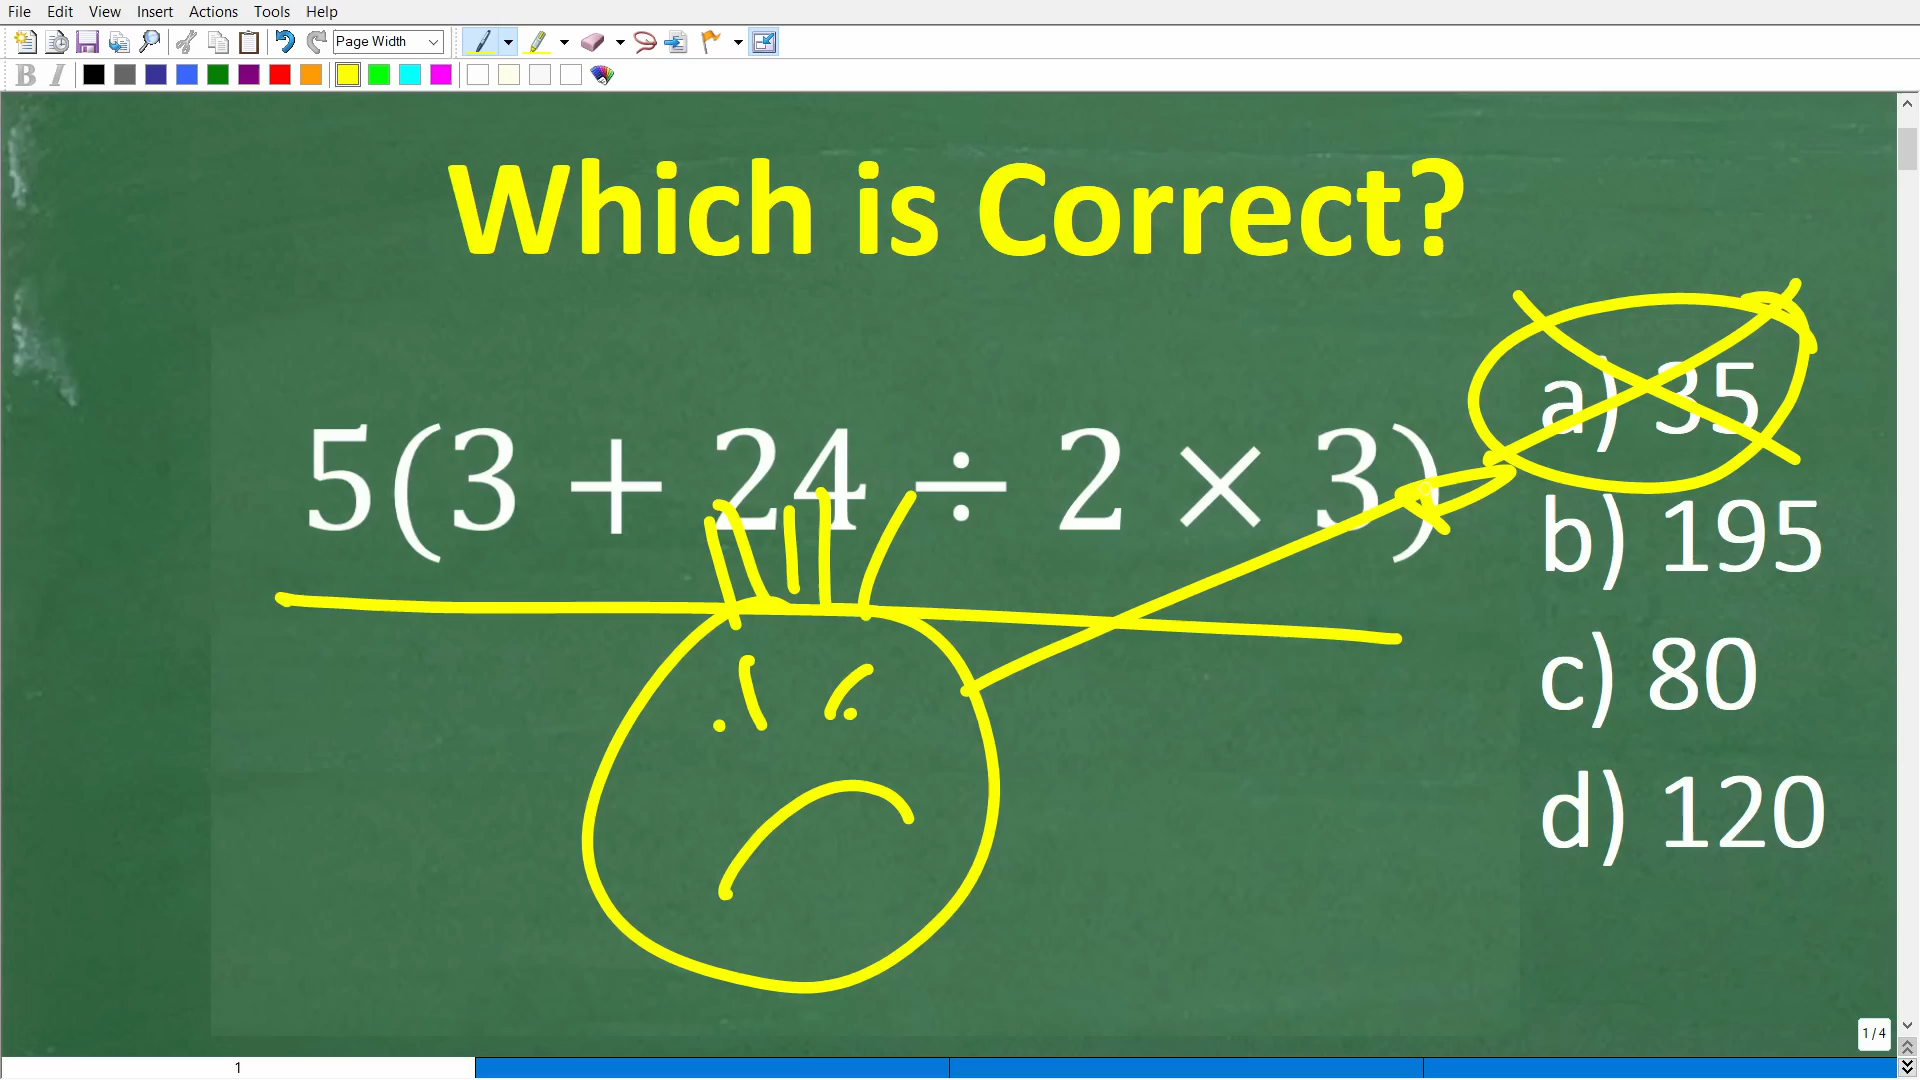 File Edit View Insert Actions Tools Help
Page Width
B I
Which is Correct?
5(3 + 24 ÷ 2 × 3)
a) 35
b) 195
c) 80
d) 120
1 / 4
1